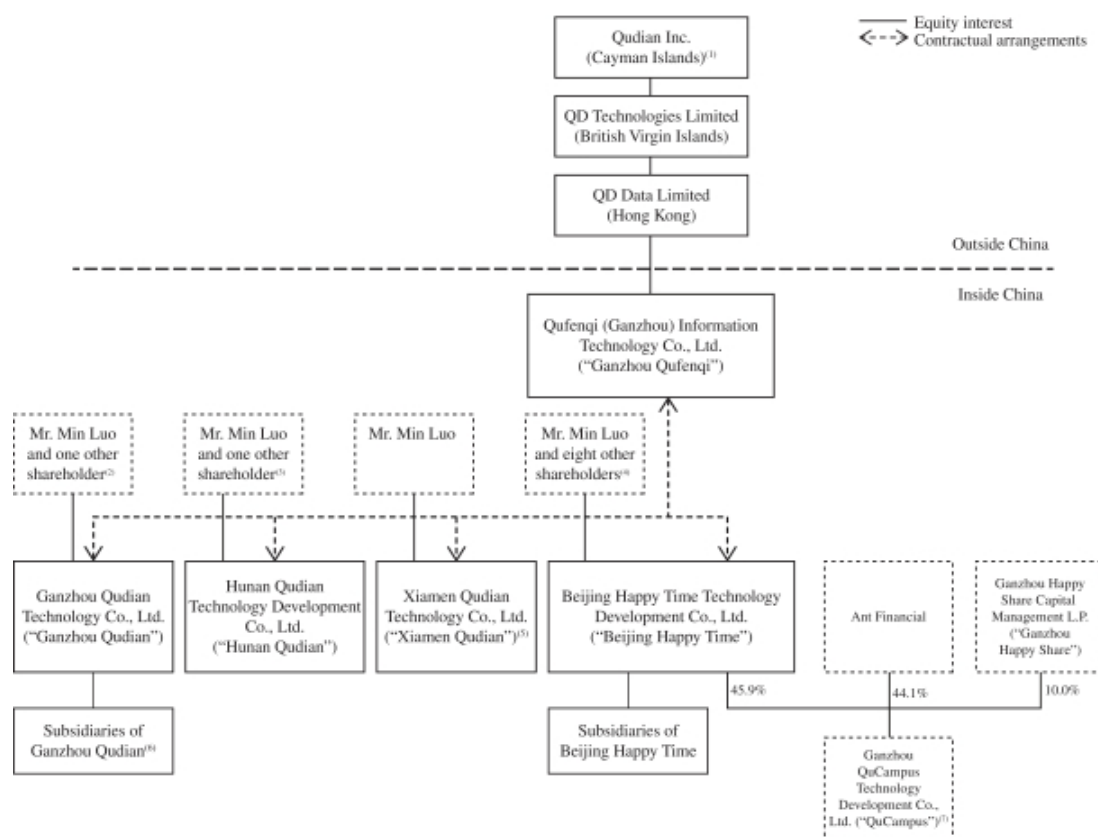 Equity interest
Contractual arrangements
Qudian Inc.
(Cayman Islands)(1)
QD Technologies Limited
(British Virgin Islands)
QD Data Limited
(Hong Kong)
Outside China
Inside China
Qufenqi (Ganzhou) Information
Technology Co., Ltd.
(“Ganzhou Qufenqi”)
Mr. Min Luo
and one other
shareholder(2)
Mr. Min Luo
and one other
shareholder(3)
Mr. Min Luo
Mr. Min Luo
and eight other
shareholders(4)
Ganzhou Qudian
Technology Co., Ltd.
(“Ganzhou Qudian”)
Hunan Qudian
Technology Development
Co., Ltd.
(“Hunan Qudian”)
Xiamen Qudian
Technology Co., Ltd.
(“Xiamen Qudian”)(5)
Beijing Happy Time Technology
Development Co., Ltd.
(“Beijing Happy Time”)
Ant Financial
Ganzhou Happy
Share Capital
Management L.P.
(“Ganzhou
Happy Share”)
45.9%
44.1%
10.0%
Subsidiaries of
Ganzhou Qudian(6)
Subsidiaries of
Beijing Happy Time
Ganzhou
QuCampus
Technology
Development Co.,
Ltd. (“QuCampus”)(7)